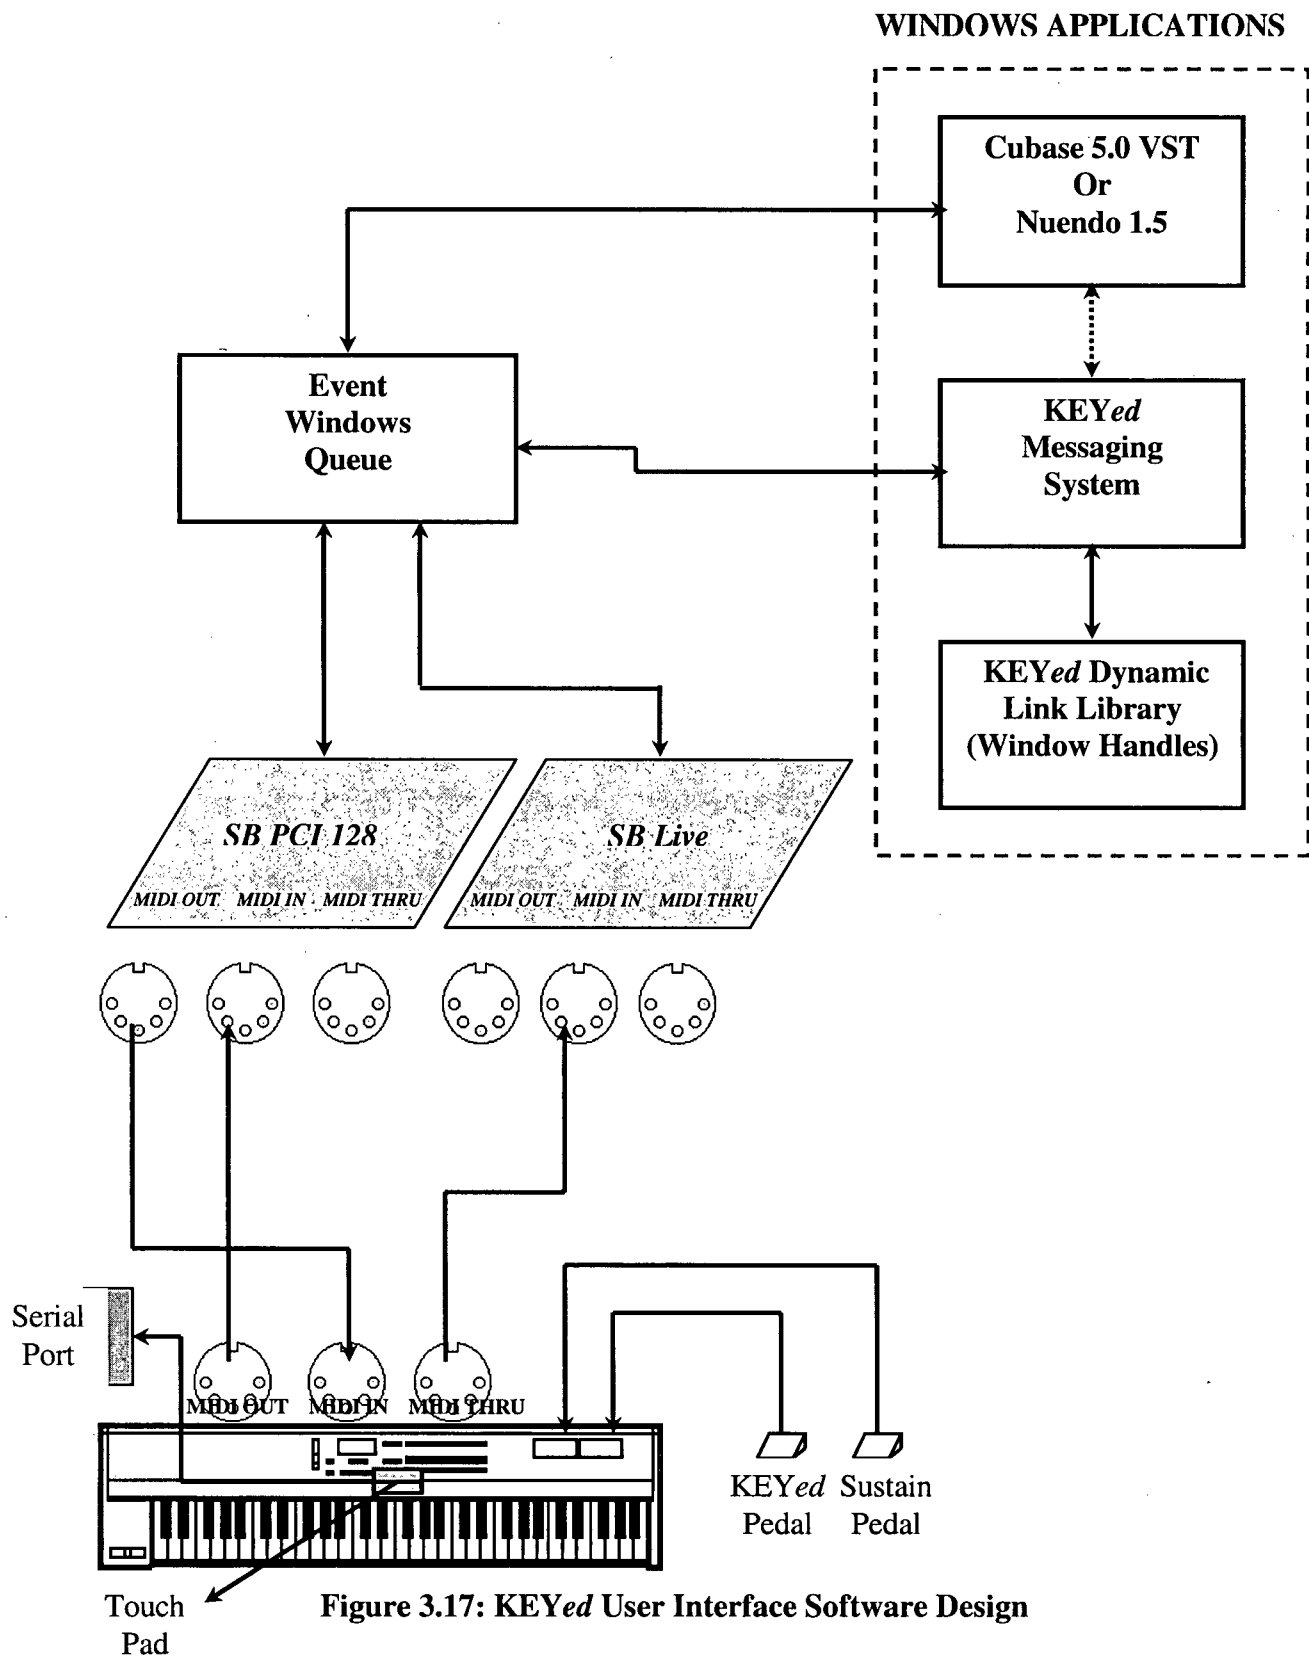 WINDOWS APPLICATIONS
Cubase 5.0 VST
Or
Nuendo 1.5
Event
Windows
Queue
KEYed
Messaging
System
KEYed Dynamic
Link Library
(Window Handles)
SB PCI 128
SB Live
MIDI OUT MIDI IN MIDI THRU
MIDI OUT MIDI IN MIDI THRU
Serial
Port
MIDI OUT MIDI IN MIDI THRU
KEYed
Pedal
Sustain
Pedal
Touch
Pad
Figure 3.17: KEYed User Interface Software Design